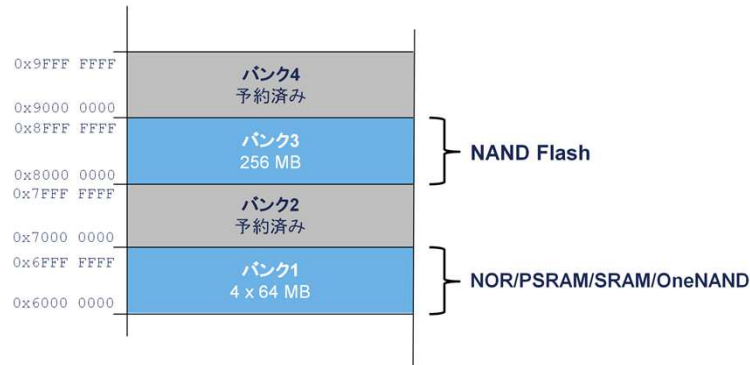 0x9FFF FFFF
バンク4
予約済み
0x9000 0000
0x8FFF FFFF
バンク3
256 MB
NAND Flash
0x8000 0000
0x7FFF FFFF
バンク2
予約済み
0x7000 0000
0x6FFF FFFF
バンク1
4 x 64 MB
NOR/PSRAM/SRAM/OneNAND
0x6000 0000